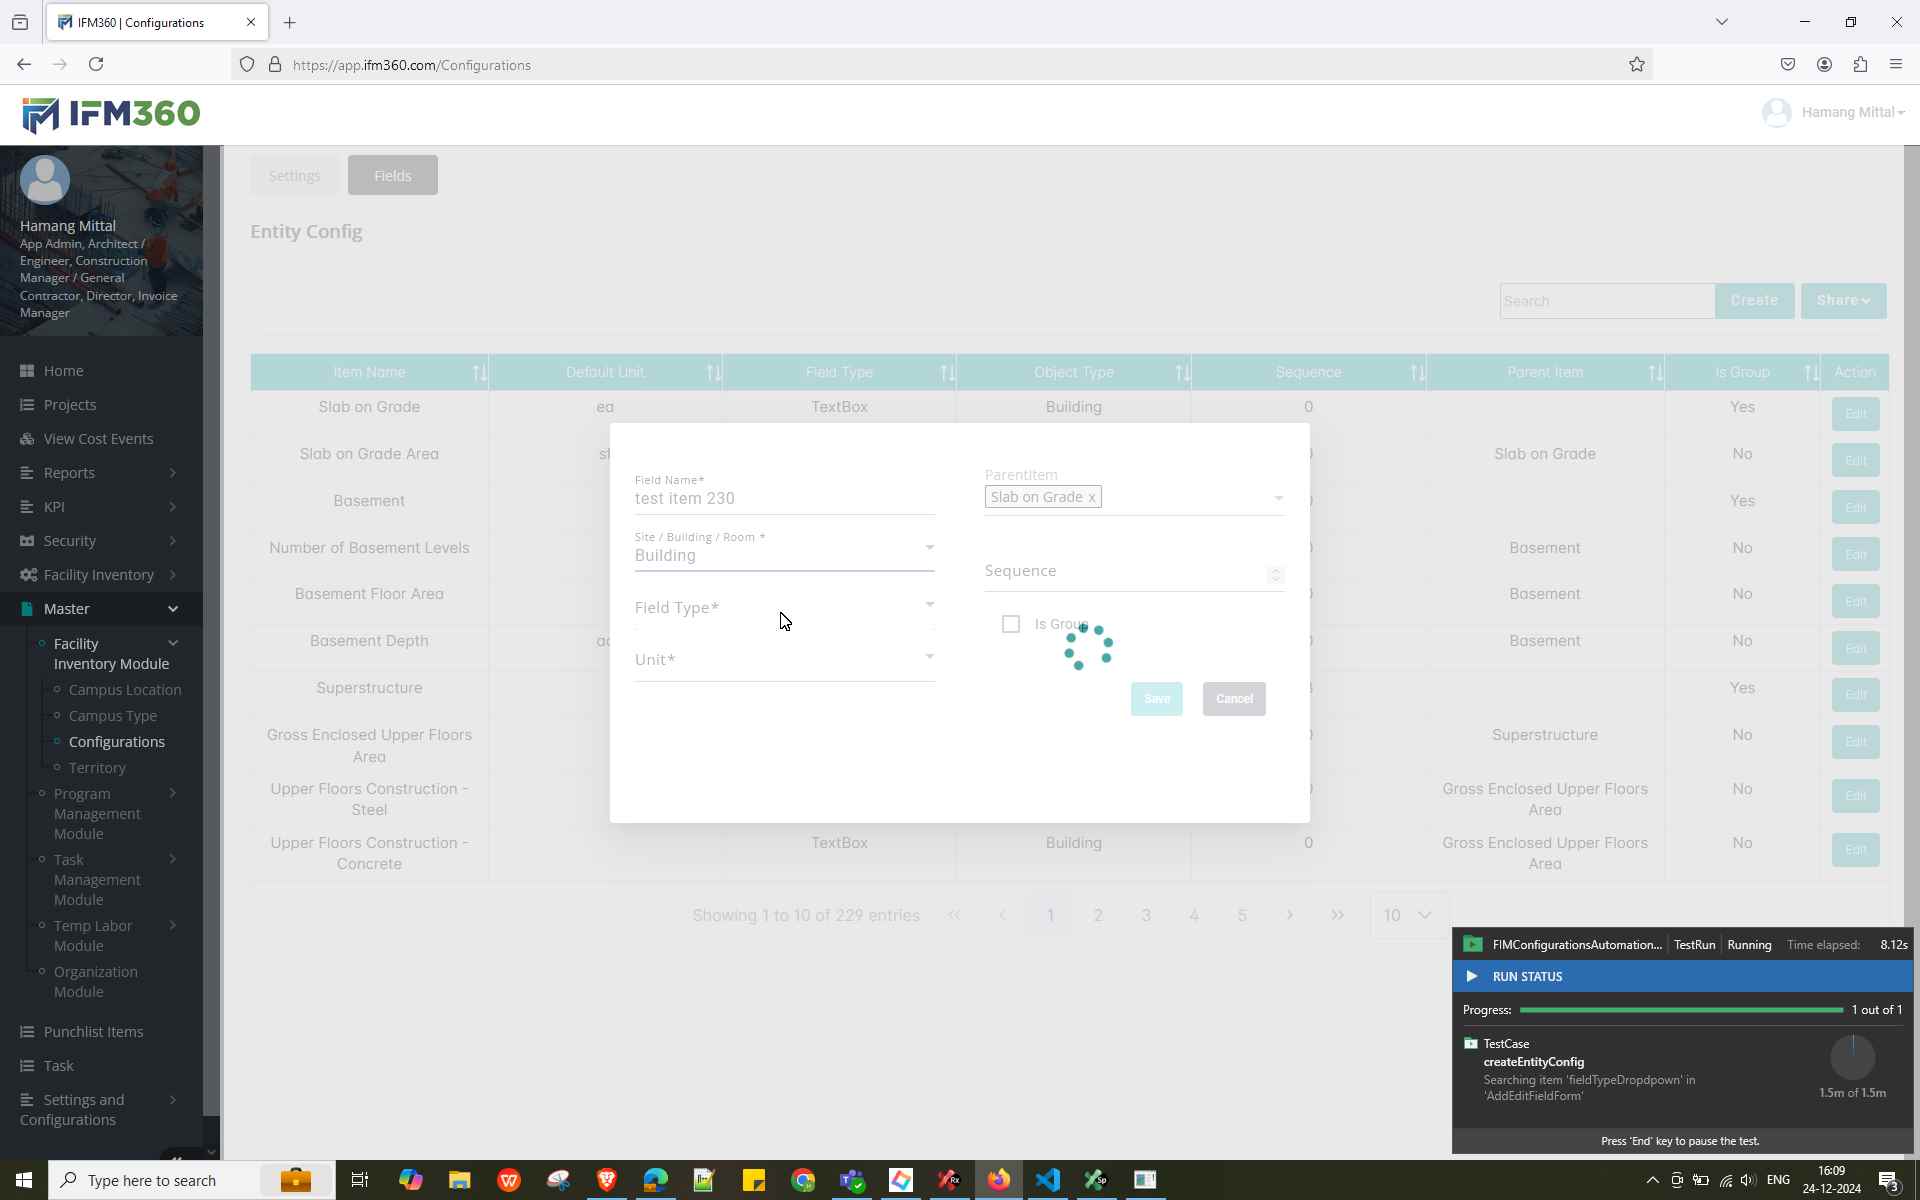 IFM360 | Configurations
https://app.ifm360.com/Configurations
IFM360
Hamang Mittal
Hamang Mittal
App Admin, Architect /
Engineer, Construction
Manager / General
Contractor, Director, Invoice
Manager
Home
Projects
View Cost Events
Reports
KPI
Security
Facility Inventory
Master
Facility
Inventory Module
Campus Location
Campus Type
Configurations
Territory
Program
Management
Module
Task
Management
Module
Temp Labor
Module
Organization
Module
Punchlist Items
Task
Settings and
Configurations
Settings Fields
Entity Config
Search Create Share
Item Name Default Unit Field Type Object Type Sequence Parent Item Is Group Action
Slab on Grade ea TextBox Building 0 Yes Edit
Slab on Grade Area Slab on Grade No Edit
Basement Yes Edit
Number of Basement Levels Basement No Edit
Basement Floor Area Basement No Edit
Basement Depth Basement No Edit
Superstructure Yes Edit
Gross Enclosed Upper Floors
Area Superstructure No Edit
Upper Floors Construction -
Steel Gross Enclosed Upper Floors
Area No Edit
Upper Floors Construction -
Concrete TextBox Building 0 Gross Enclosed Upper Floors
Area No Edit
Showing 1 to 10 of 229 entries << < 1 2 3 4 5 > >> 10
Field Name*
test item 230
Site / Building / Room *
Building
Field Type*
Unit*
ParentItem
Slab on Grade x
Sequence
Is Group
Save Cancel
FIMConfigurationsAutomation... TestRun Running Time elapsed: 8.12s
RUN STATUS
Progress: 1 out of 1
TestCase
createEntityConfig
Searching item 'fieldTypeDropdpown' in
'AddEditFieldForm'
1.5m of 1.5m
Press 'End' key to pause the test.
Type here to search
ENG
16:09
24-12-2024
3